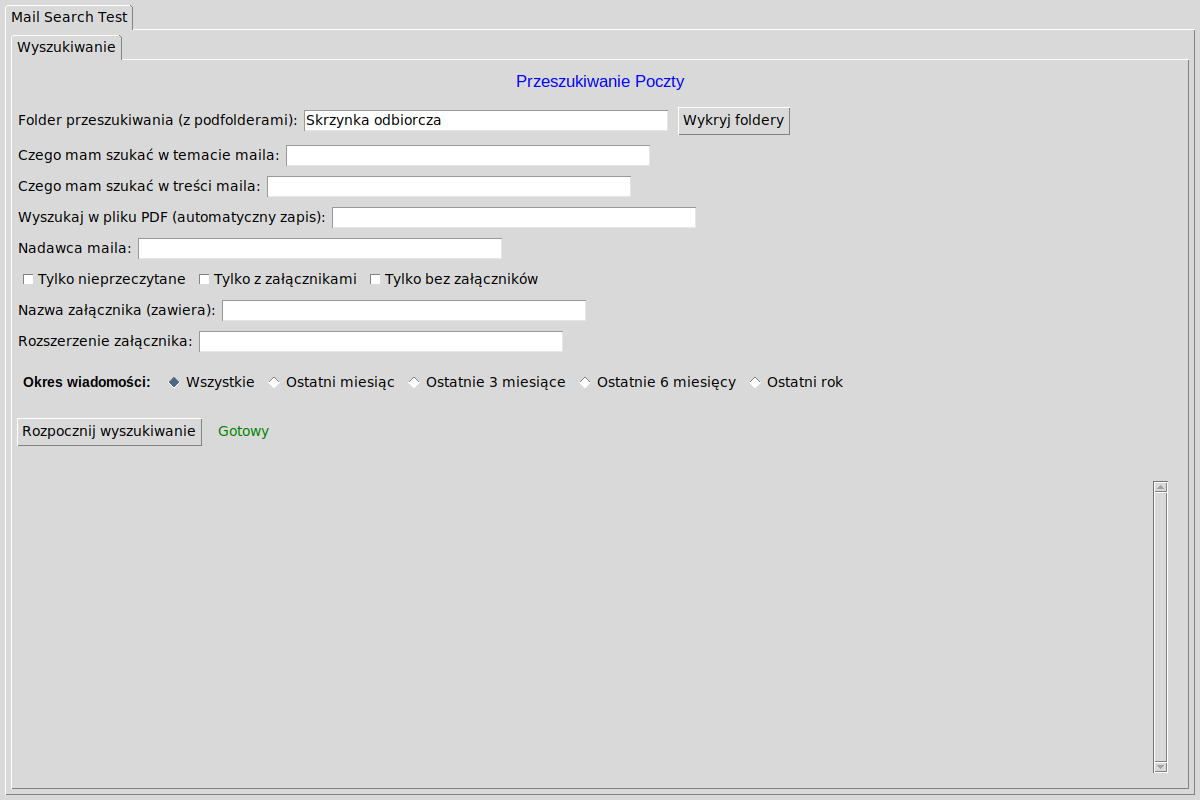 Mail Search Test
Wyszukiwanie
Przeszukiwanie Poczty
Folder przeszukiwania (z podfolderami): Skrzynka odbiorcza Wykryj foldery
Czego mam szukać w temacie maila:
Czego mam szukać w treści maila:
Wyszukaj w pliku PDF (automatyczny zapis):
Nadawca maila:
Tylko nieprzeczytane Tylko z załącznikami Tylko bez załączników
Nazwa załącznika (zawiera):
Rozszerzenie załącznika:
Okres wiadomości: Wszystkie Ostatni miesiąc Ostatnie 3 miesiące Ostatnie 6 miesięcy Ostatni rok
Rozpocznij wyszukiwanie Gotowy